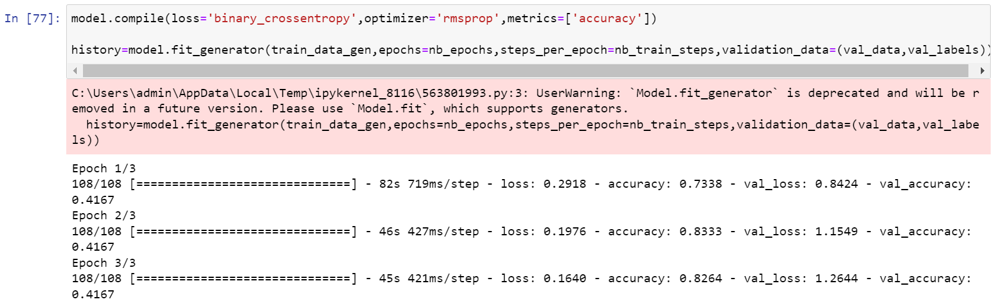 In [77]: model.compile(loss='binary_crossentropy',optimizer='rmsprop',metrics=['accuracy'])
history=model.fit_generator(train_data_gen,epochs=nb_epochs,steps_per_epoch=nb_train_steps,validation_data=(val_data,val_labels))
C:\Users\admin\AppData\Local\Temp\ipykernel_8116\563801993.py:3: UserWarning: `Model.fit_generator` is deprecated and will be r
emoved in a future version. Please use `Model.fit`, which supports generators.
  history=model.fit_generator(train_data_gen,epochs=nb_epochs,steps_per_epoch=nb_train_steps,validation_data=(val_data,val_labe
ls))
Epoch 1/3
108/108 [==============================] - 82s 719ms/step - loss: 0.2918 - accuracy: 0.7338 - val_loss: 0.8424 - val_accuracy:
0.4167
Epoch 2/3
108/108 [==============================] - 46s 427ms/step - loss: 0.1976 - accuracy: 0.8333 - val_loss: 1.1549 - val_accuracy:
0.4167
Epoch 3/3
108/108 [==============================] - 45s 421ms/step - loss: 0.1640 - accuracy: 0.8264 - val_loss: 1.2644 - val_accuracy:
0.4167